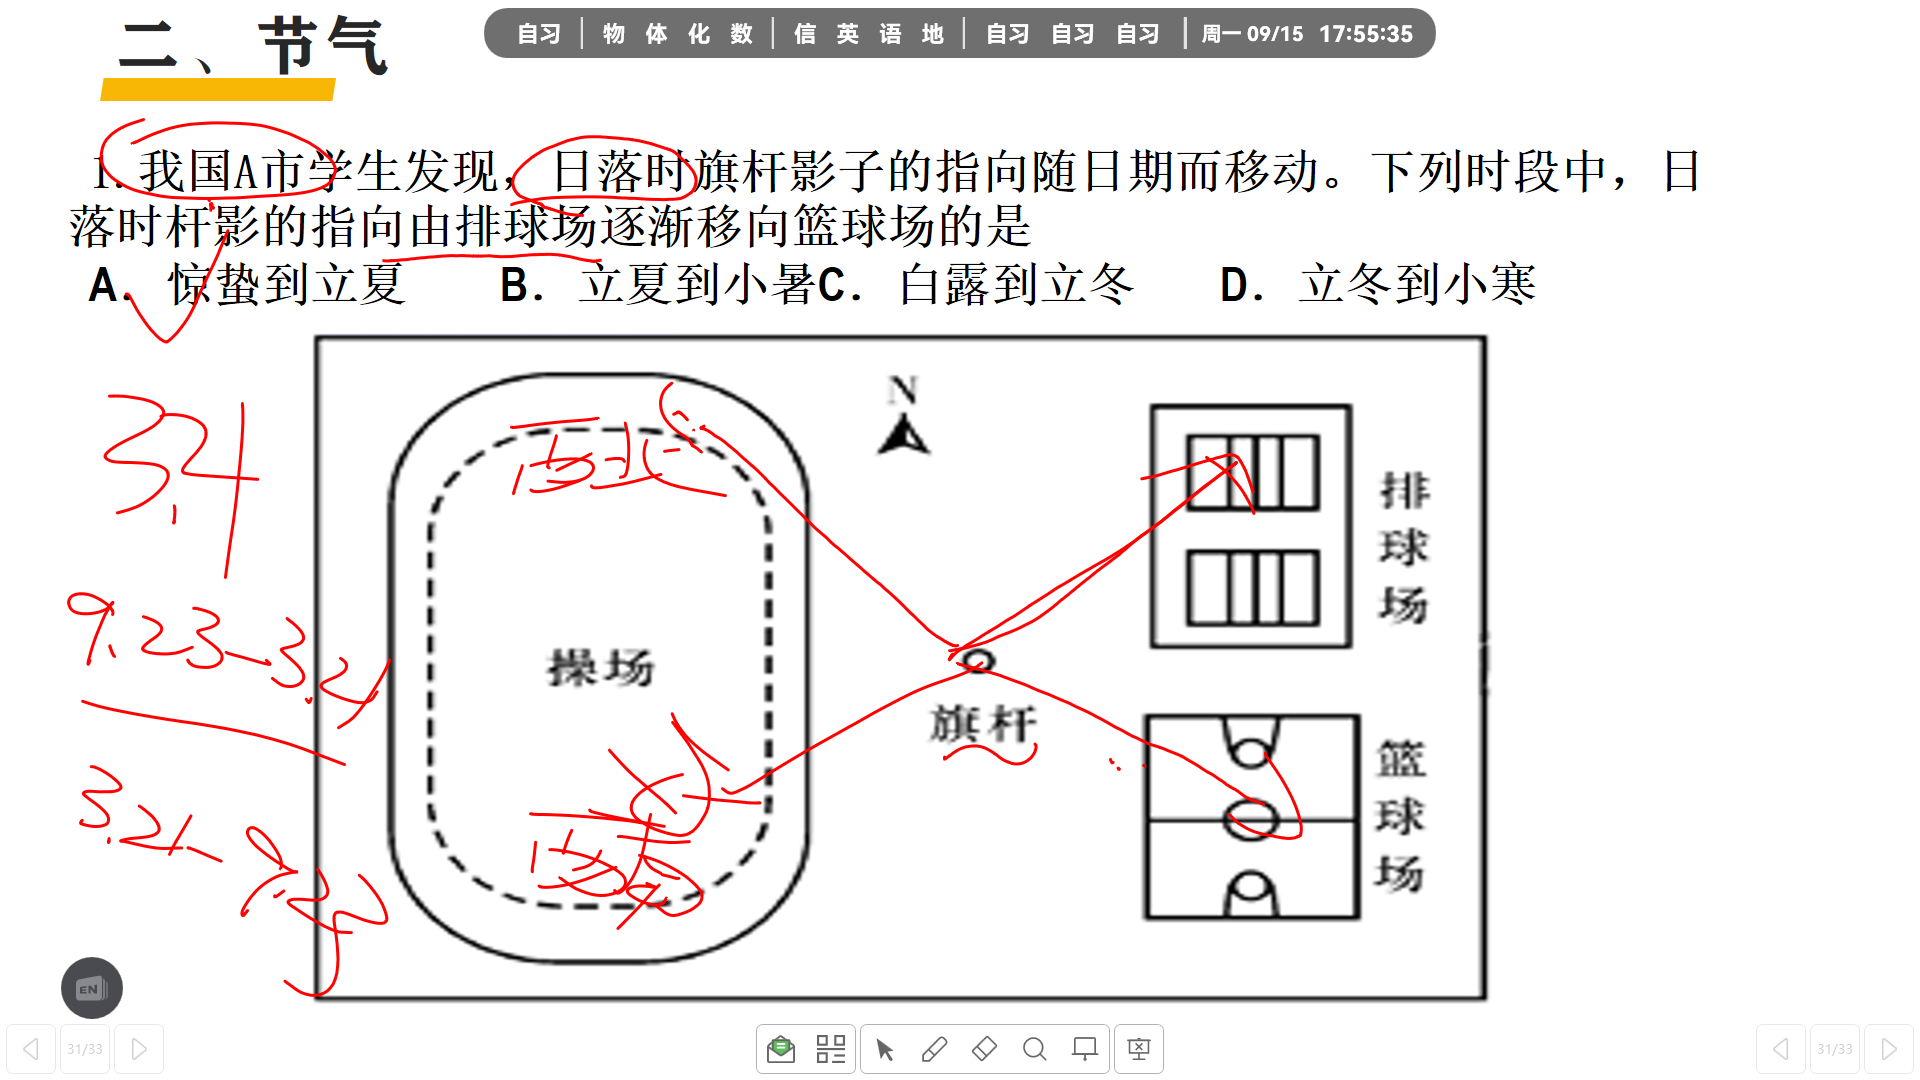 二、节气
自习 物 体 化 数 信 英 语 地 自习 自习 自习 周一 09/15 17:55:35
1. 我国A市学生发现，日落时旗杆影子的指向随日期而移动。下列时段中，日
落时杆影的指向由排球场逐渐移向篮球场的是
A. 惊蛰到立夏 B. 立夏到小暑C. 白露到立冬 D. 立冬到小寒
N
排球场
操场
旗杆
篮球场
9.23-3.21
3.21-9.23
EN
31/33
31/33